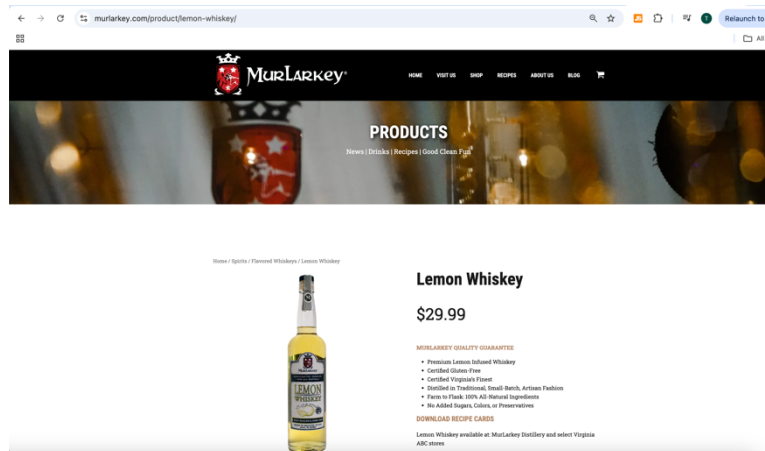 murlarkey.com/product/lemon-whiskey/
Relaunch to
All
MurLarkey®
HOME VISIT US SHOP RECIPES ABOUT US BLOG
PRODUCTS
News | Drinks | Recipes | Good Clean Fun
Home / Spirits / Flavored Whiskeys / Lemon Whiskey
Lemon Whiskey
$29.99
MURLARKEY QUALITY GUARANTEE
• Premium Lemon Infused Whiskey
• Certified Gluten-Free
• Certified Virginia's Finest
• Distilled in Traditional, Small-Batch, Artisan Fashion
• Farm to Flask: 100% All-Natural Ingredients
• No Added Sugars, Colors, or Preservatives
DOWNLOAD RECIPE CARDS
Lemon Whiskey available at: MurLarkey Distillery and select Virginia
ABC stores
MurLarkey
LEMON
WHISKEY